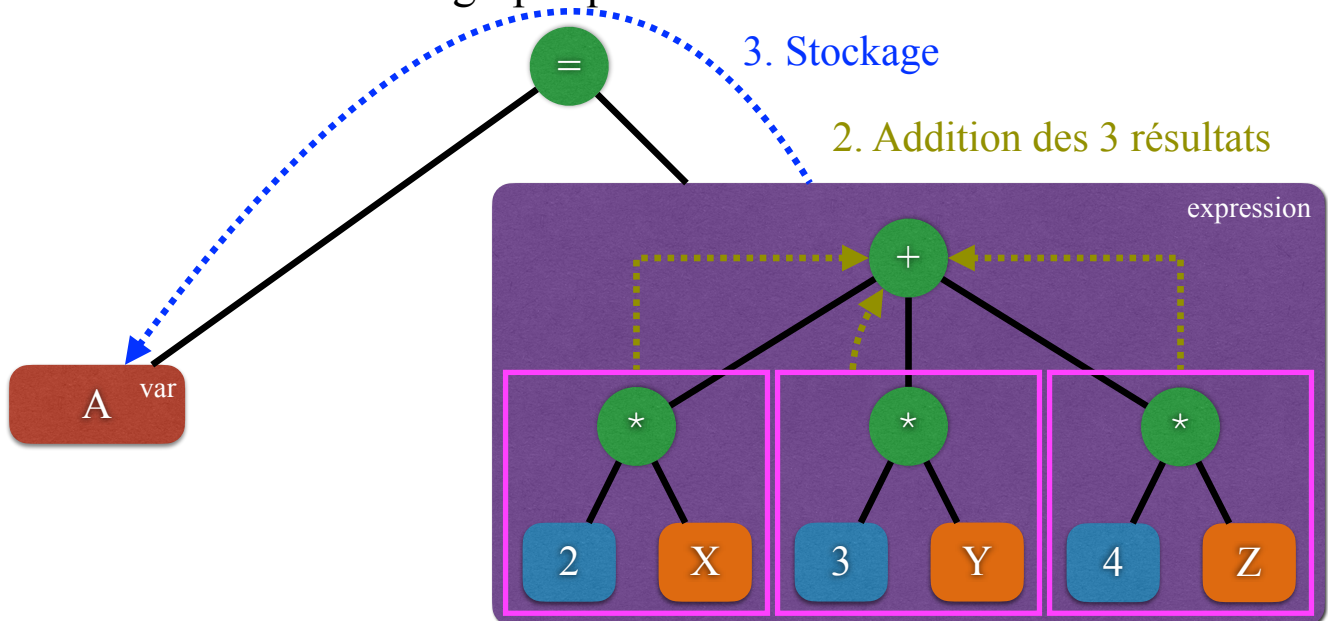 =
3. Stockage
2. Addition des 3 résultats
expression
+
A var
* * *
2 X 3 Y 4 Z